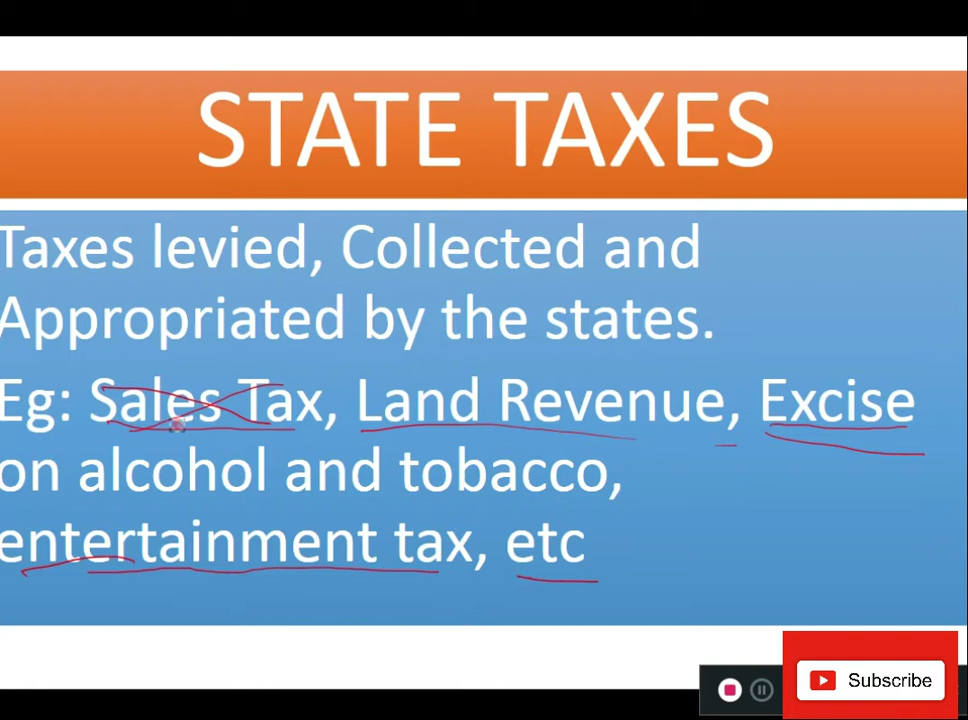 STATE TAXES
Taxes levied, Collected and
Appropriated by the states.
Eg: Sales Tax, Land Revenue, Excise
on alcohol and tobacco,
entertainment tax, etc
Subscribe